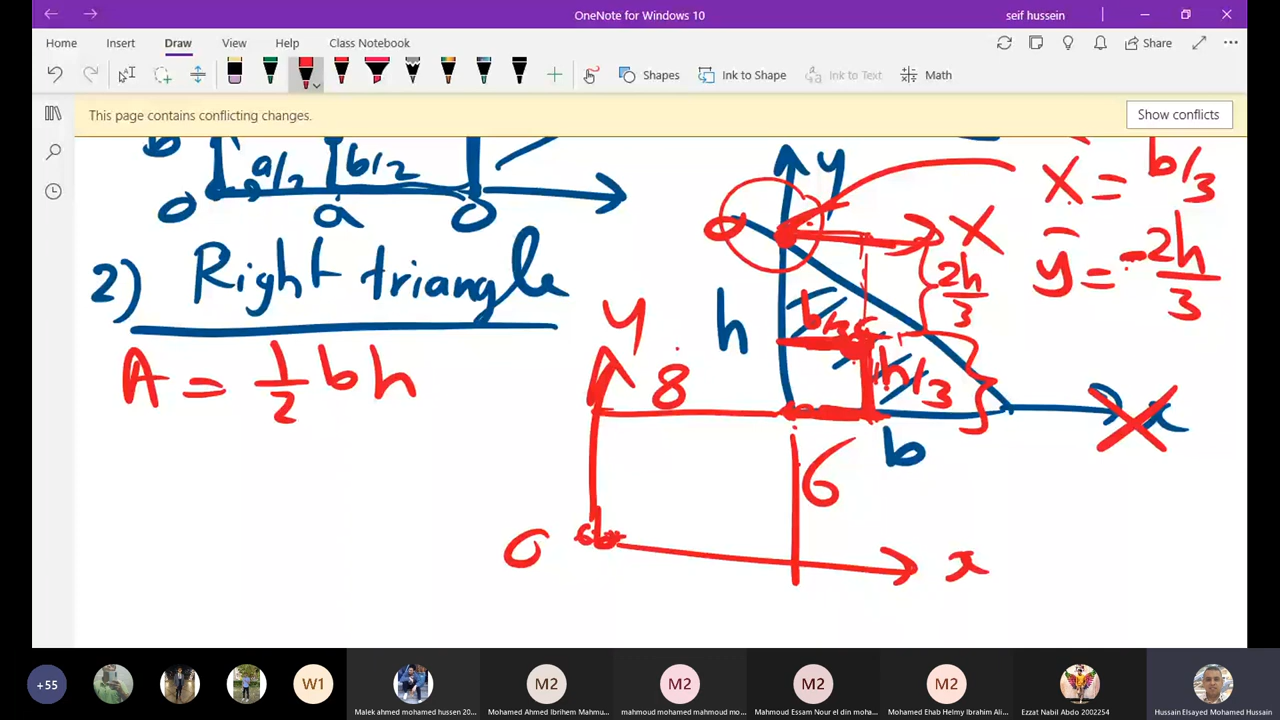 OneNote for Windows 10
seif hussein
Home Insert Draw View Help Class Notebook
Share
Shapes
Ink to Shape
Ink to Text
Math
This page contains conflicting changes.
Show conflicts
b
a/2 b/2
O a O
y
x̄ = b/3
2) Right triangle
O
X
ȳ = -2h/3
2h/3
h
y
b/3
G
A = 1/2 bh
8
h/3
x
b
6
O
x
+55
W1
M2
M2
M2
M2
Malek ahmed mohamed hussen 20...
Mohamed Ahmed Ibrihem Mahmu...
mahmoud mohamed mahmoud mo...
Mahmoud Essam Nour el din moha...
Mohamed Ehab Helmy Ibrahim Ali...
Ezzat Nabil Abdo 2002254
Hussain Elsayed Mohamed Hussain